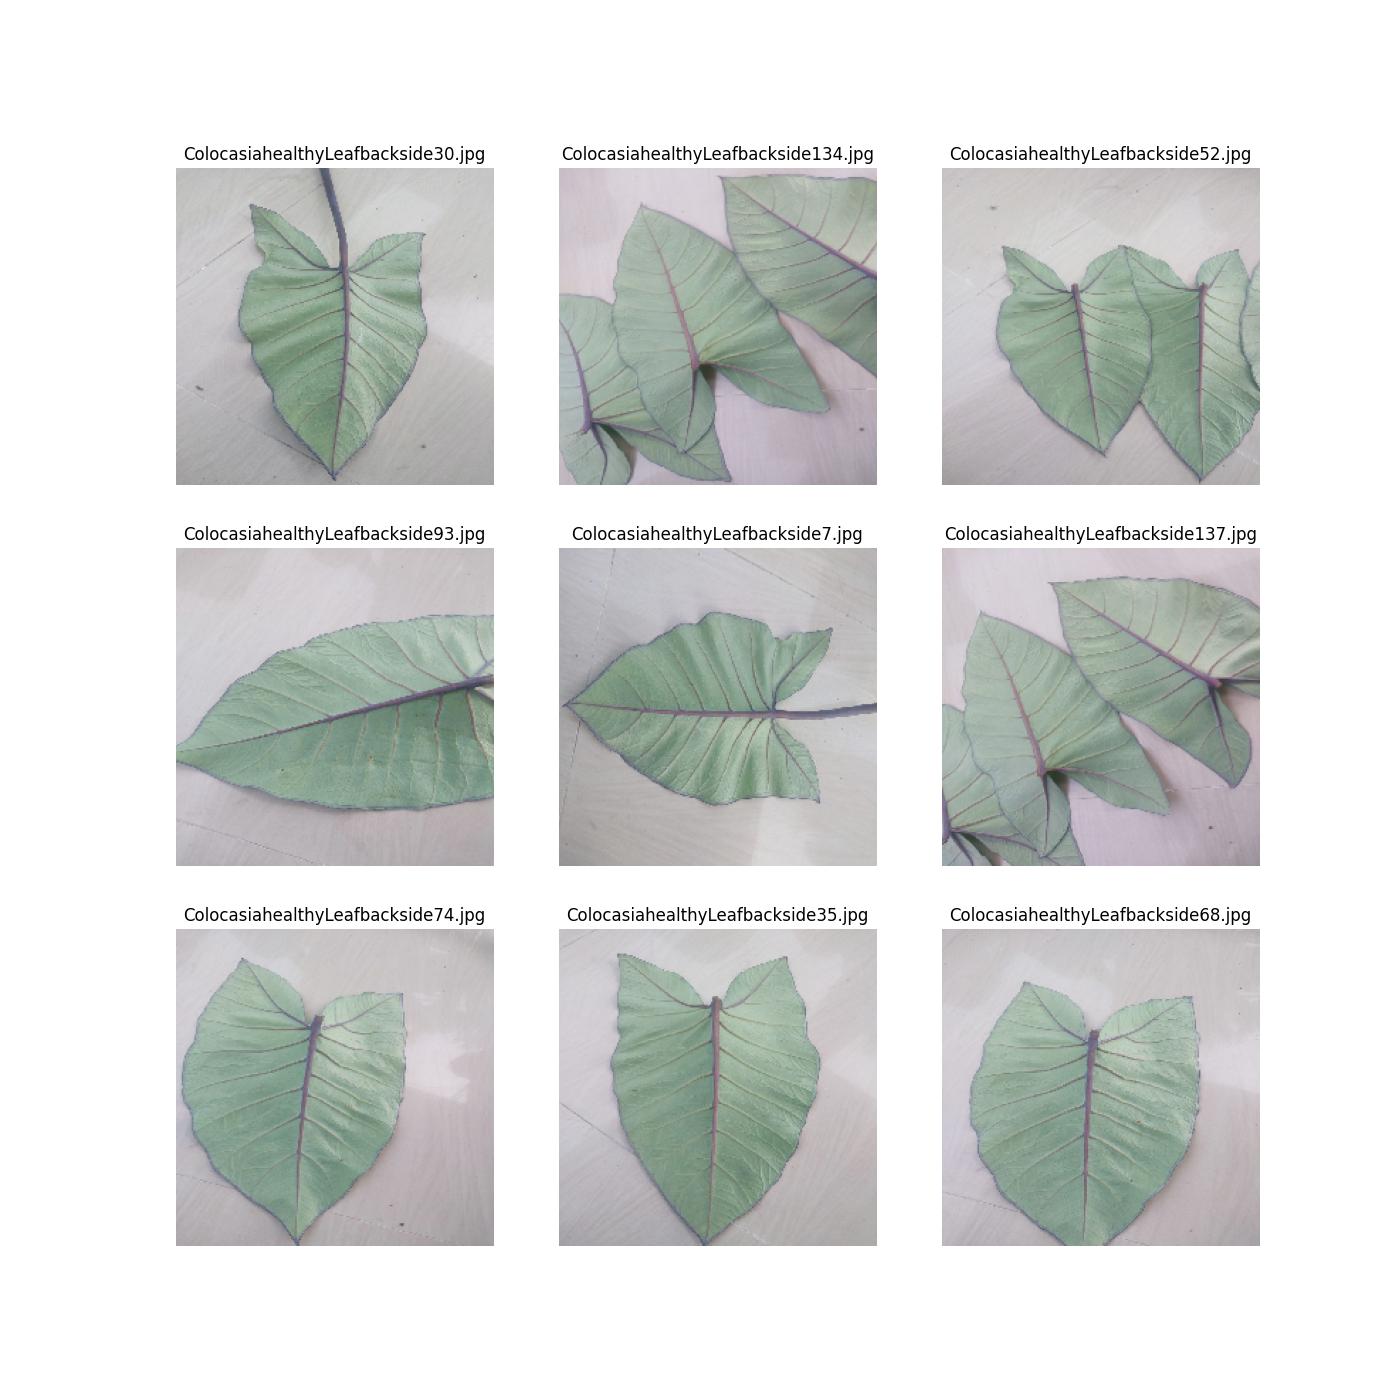 ColocasiahealthyLeafbackside30.jpg
ColocasiahealthyLeafbackside134.jpg
ColocasiahealthyLeafbackside52.jpg
ColocasiahealthyLeafbackside93.jpg
ColocasiahealthyLeafbackside7.jpg
ColocasiahealthyLeafbackside137.jpg
ColocasiahealthyLeafbackside74.jpg
ColocasiahealthyLeafbackside35.jpg
ColocasiahealthyLeafbackside68.jpg